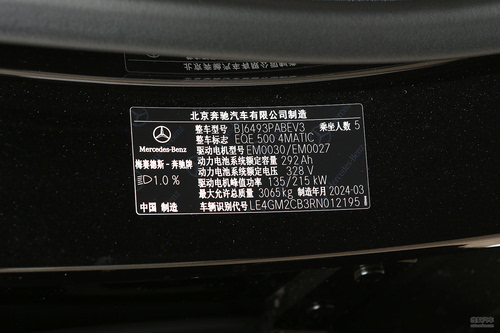 北京奔驰汽车有限公司制造
整车型号 BJ6493PABEV3 乘坐人数 5
整车标志 EQE 500 4MATIC
驱动电机型号 EM0030/EM0027
Mercedes-Benz
动力电池系统额定容量 292Ah
梅赛德斯-奔驰牌
动力电池系统额定电压 328 V
1.0 %
驱动电机峰值功率 135/215 kW
最大允许总质量 3065kg 制造年月 2024-03
中国 制造
车辆识别代号 LE4GM2CB3RN012195